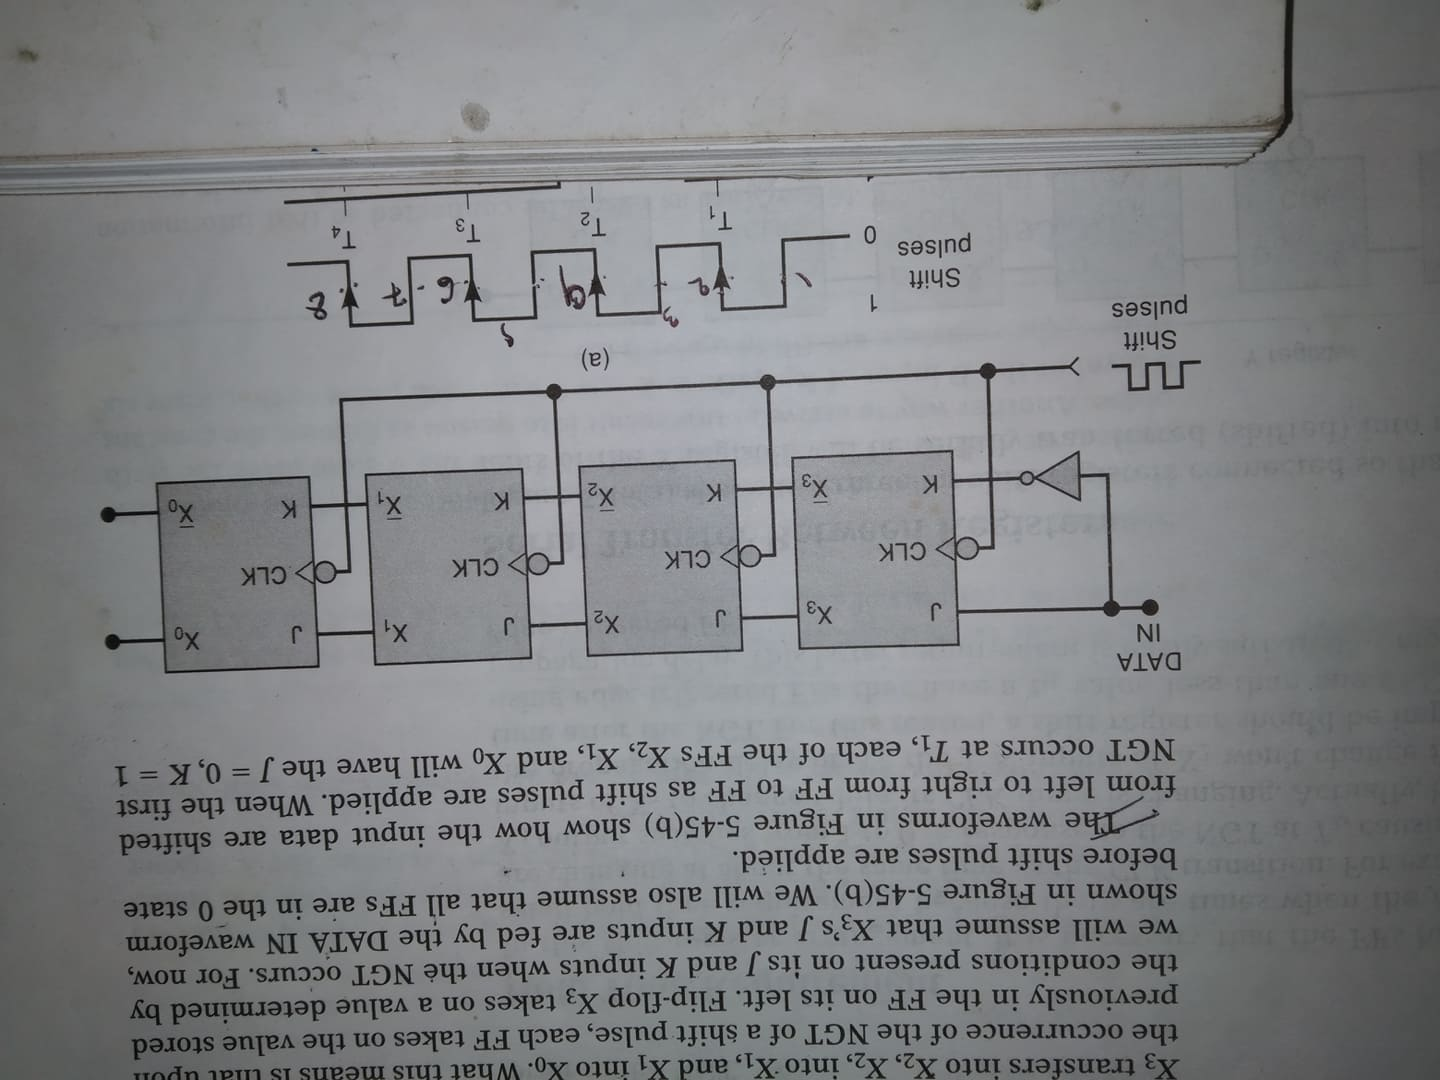 X₃ transfers into X₂, X₂, into X₁, and X₁ into X₀. What this means is that upon
the occurrence of the NGT of a shift pulse, each FF takes on the value stored
previously in the FF on its left. Flip-flop X₃ takes on a value determined by
the conditions present on its J and K inputs when the NGT occurs. For now,
we will assume that X₃'s J and K inputs are fed by the DATA IN waveform
shown in Figure 5-45(b). We will also assume that all FFs are in the 0 state
before shift pulses are applied.
The waveforms in Figure 5-45(b) show how the input data are shifted
from left to right from FF to FF as shift pulses are applied. When the first
NGT occurs at T₁, each of the FFs X₂, X₁, and X₀ will have the J = 0, K = 1
DATA
IN
J X₃ J X₂ J X₁ J X₀
CLK CLK CLK CLK
K X̅₃ K X̅₂ K X̅₁ K X̅₀
Shift
pulses
(a)
Shift
pulses
1
0
1 2 3 5 6 7 8
T₁ T₂ T₃ T₄